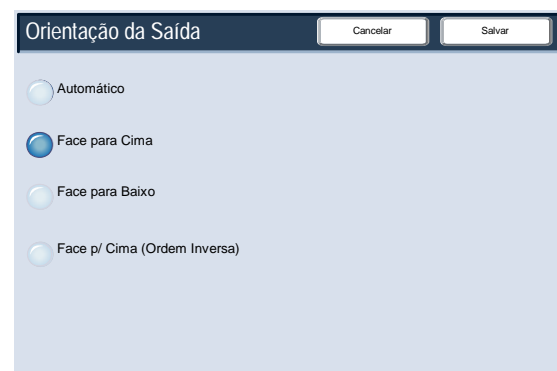 Orientação da Saída Cancelar Salvar
Automático
Face para Cima
Face para Baixo
Face p/ Cima (Ordem Inversa)